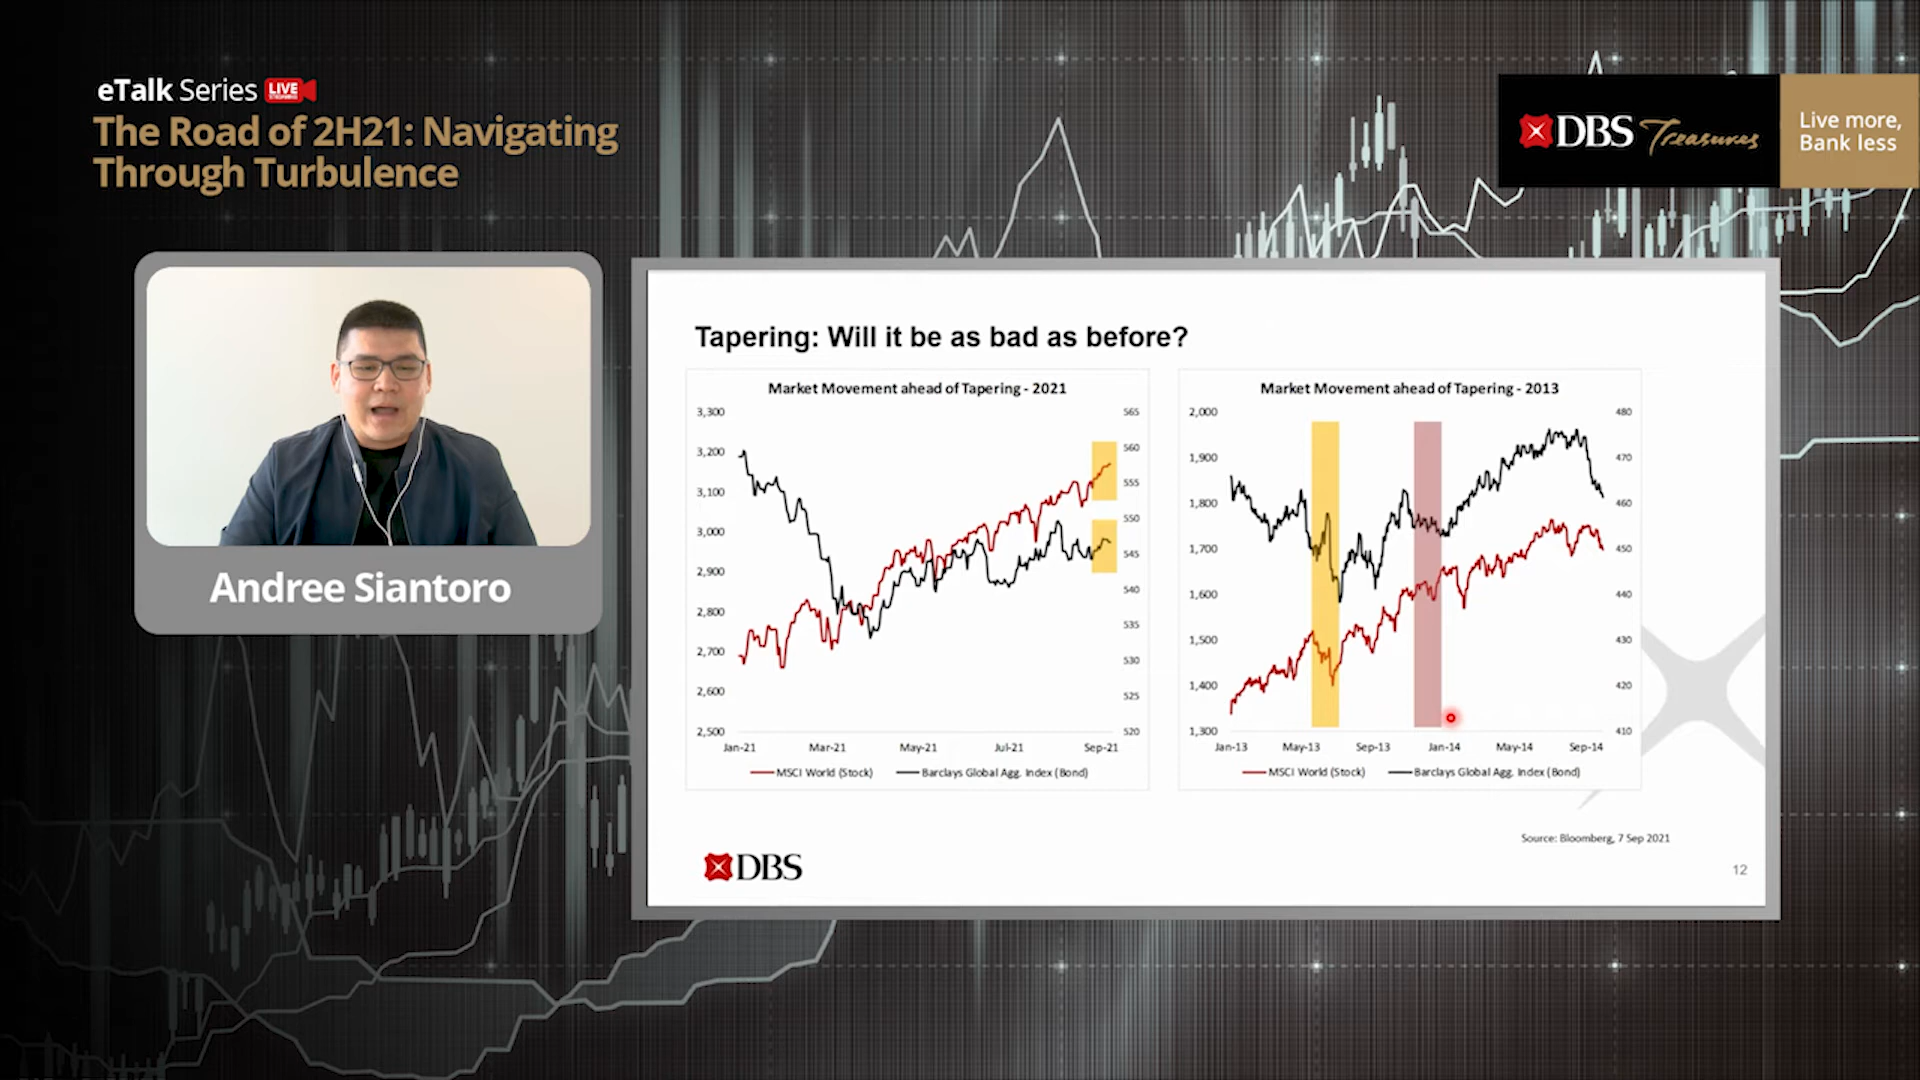 eTalk Series LIVE
The Road of 2H21: Navigating
Through Turbulence
DBS Treasures
Live more,
Bank less
Andree Siantoro
Tapering: Will it be as bad as before?
Market Movement ahead of Tapering - 2021
3,300
3,200
3,100
3,000
2,900
2,800
2,700
2,600
2,500
565
560
555
550
545
540
535
530
525
520
Jan-21 Mar-21 May-21 Jul-21 Sep-21
MSCI World (Stock) Barclays Global Agg. Index (Bond)
Market Movement ahead of Tapering - 2013
2,000
1,900
1,800
1,700
1,600
1,500
1,400
1,300
480
470
460
450
440
430
420
410
Jan-13 May-13 Sep-13 Jan-14 May-14 Sep-14
MSCI World (Stock) Barclays Global Agg. Index (Bond)
Source: Bloomberg, 7 Sep 2021
DBS
12